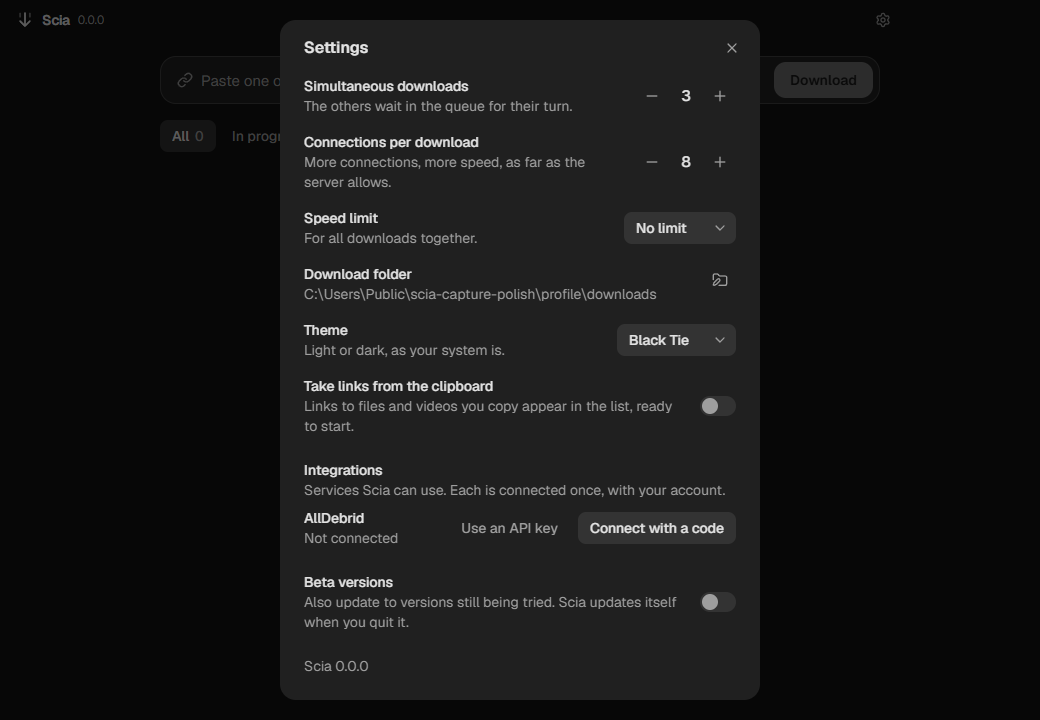 Scia 0.0.0
Settings
Paste one o
Download
Simultaneous downloads
The others wait in the queue for their turn.
3
All 0
In progr
Connections per download
More connections, more speed, as far as the
server allows.
8
Speed limit
For all downloads together.
No limit
Download folder
C:\Users\Public\scia-capture-polish\profile\downloads
Theme
Light or dark, as your system is.
Black Tie
Take links from the clipboard
Links to files and videos you copy appear in the list, ready
to start.
Integrations
Services Scia can use. Each is connected once, with your account.
AllDebrid
Not connected
Use an API key
Connect with a code
Beta versions
Also update to versions still being tried. Scia updates itself
when you quit it.
Scia 0.0.0